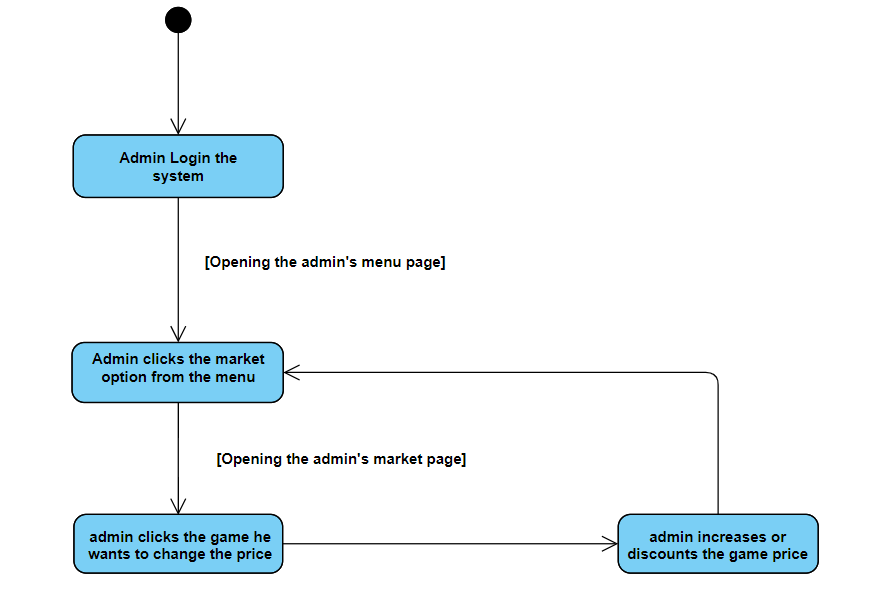 Admin Login the
system
[Opening the admin's menu page]
Admin clicks the market
option from the menu
[Opening the admin's market page]
admin clicks the game he
wants to change the price
admin increases or
discounts the game price